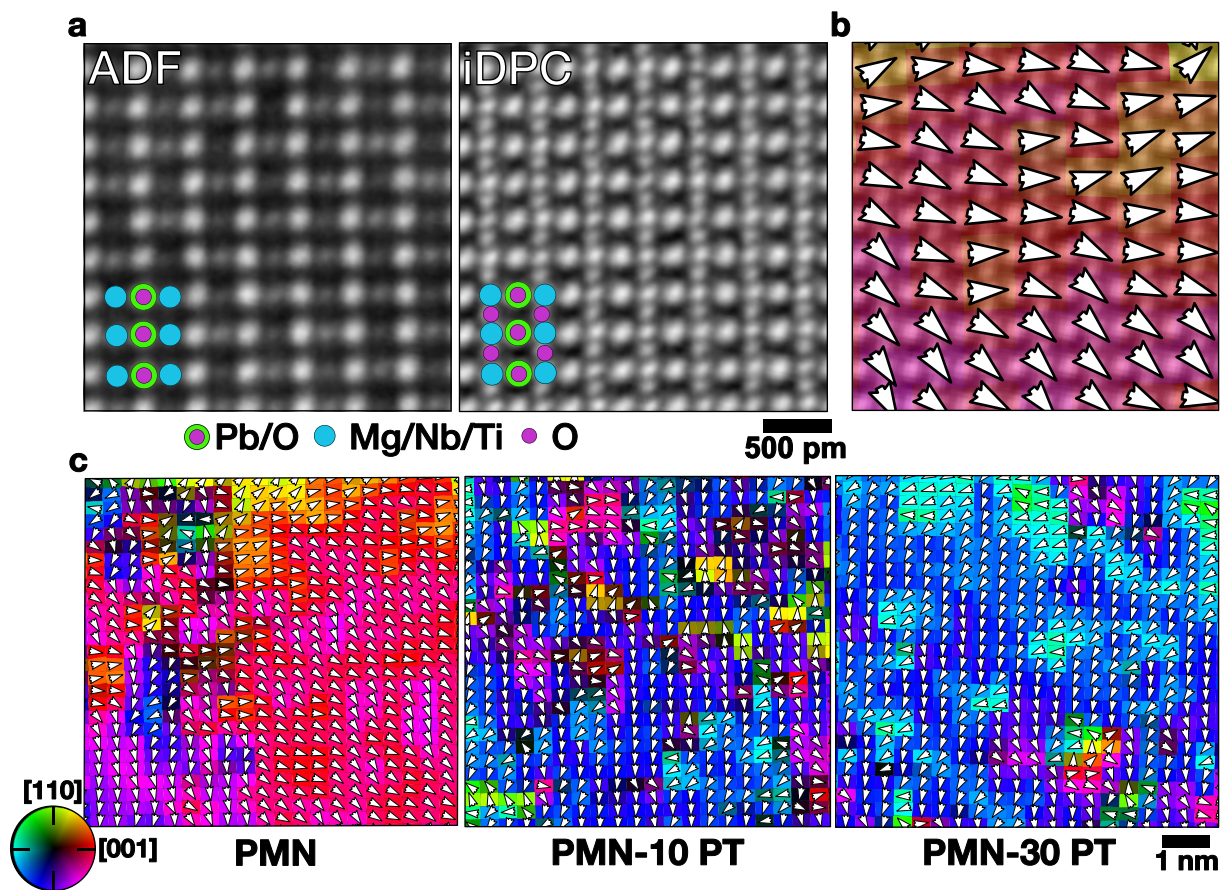 a
b
ADF
iDPC
Pb/O
Mg/Nb/Ti
O
500 pm
c
[110]
[001]
PMN
PMN-10 PT
PMN-30 PT
1 nm